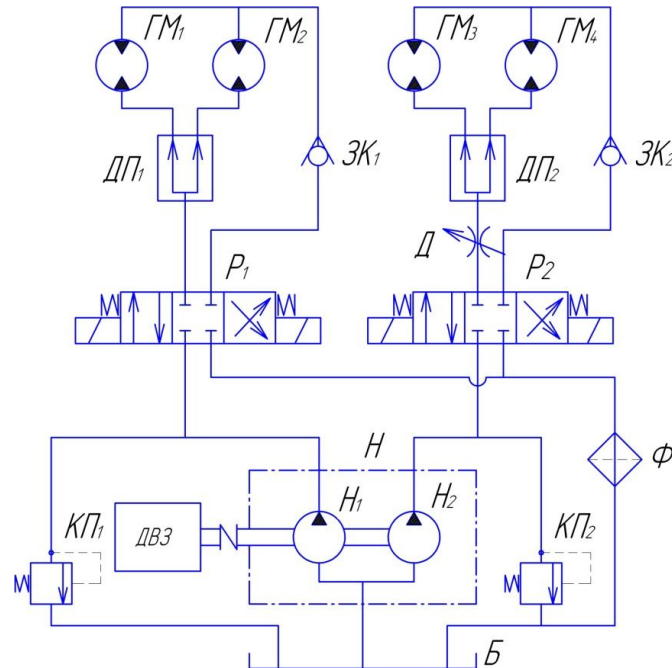 ГМ₁ ГМ₂ ГМ₃ ГМ₄
ДП₁ ЗК₁ ДП₂ ЗК₂
Д
Р₁ Р₂
Н Ф
Н₁ Н₂
КП₁ ДВЗ КП₂
Б